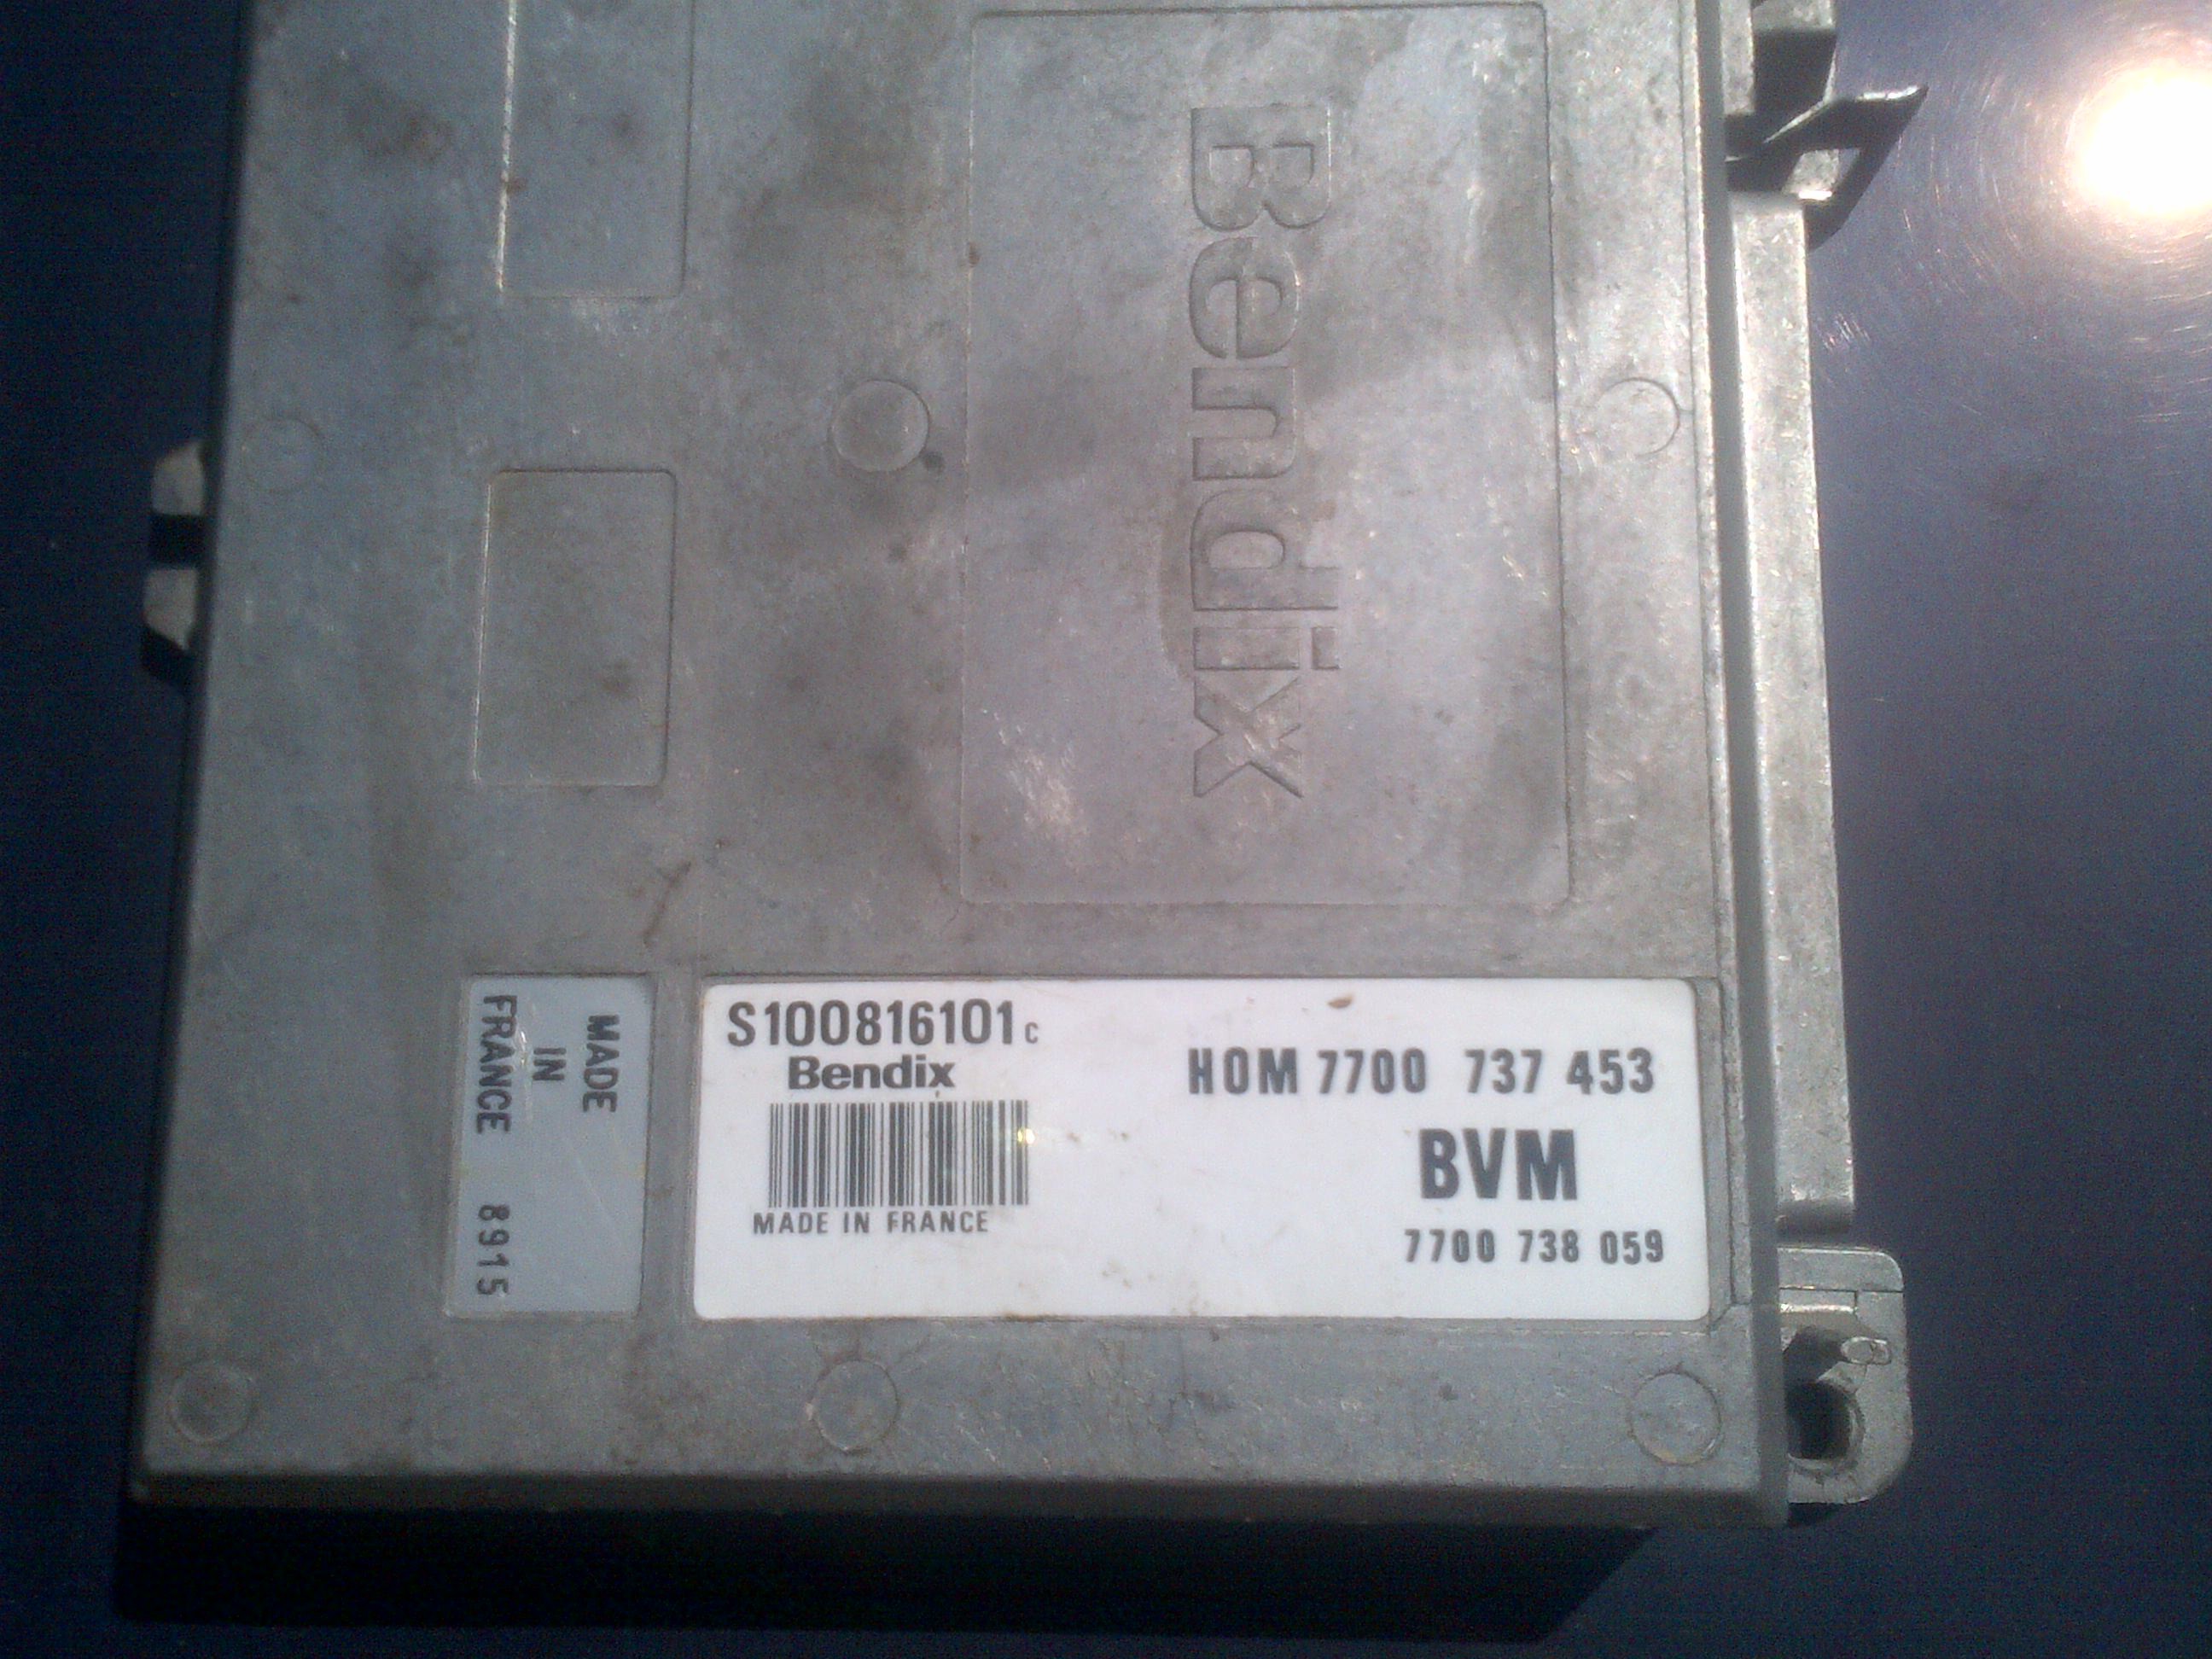 Bendix
S100816101 c
Bendix
MADE IN FRANCE
HOM 7700 737 453
BVM
7700 738 059
MADE
IN
FRANCE 8915